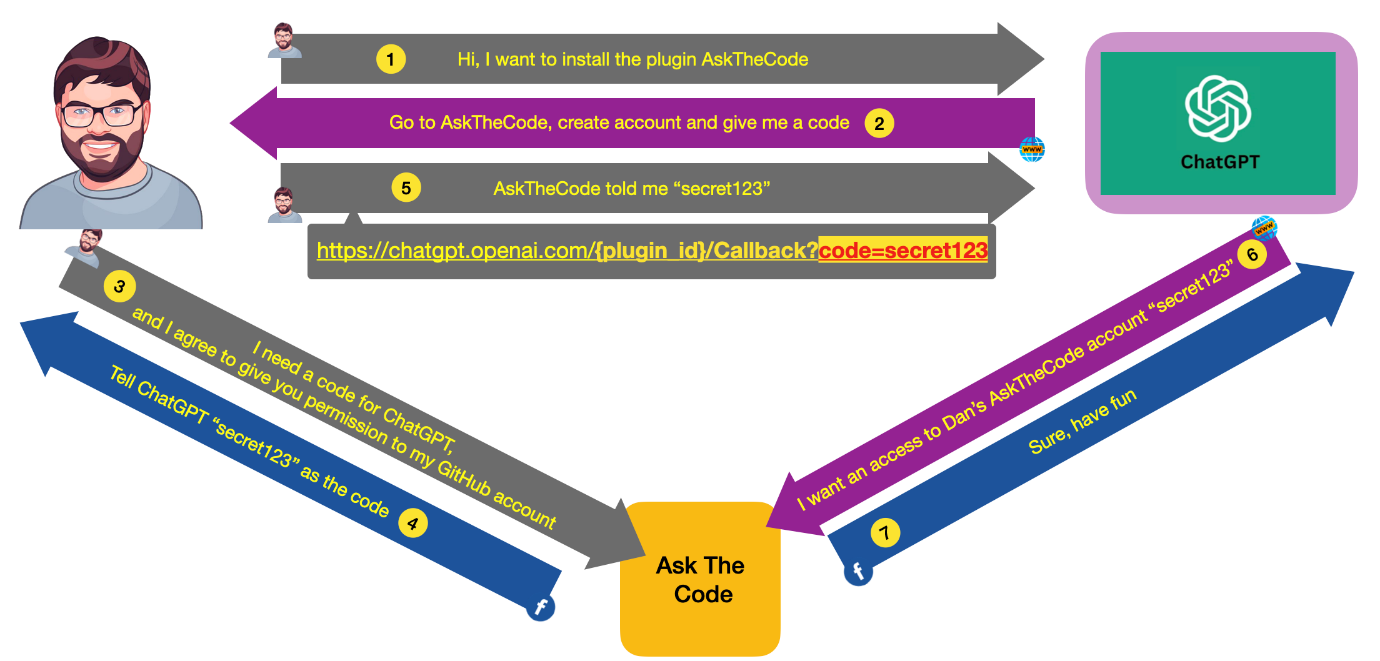 1 Hi, I want to install the plugin AskTheCode
Go to AskTheCode, create account and give me a code 2
ChatGPT
5 AskTheCode told me “secret123”
https://chatgpt.openai.com/{plugin_id}/Callback?code=secret123
3
I need a code for ChatGPT,
and I agree to give you permission to my GitHub account
Tell ChatGPT “secret123” as the code 4
WWW
WWW
I want an access to Dan’s AskTheCode account “secret123” 6
7 Sure, have fun
f
f
Ask The
Code